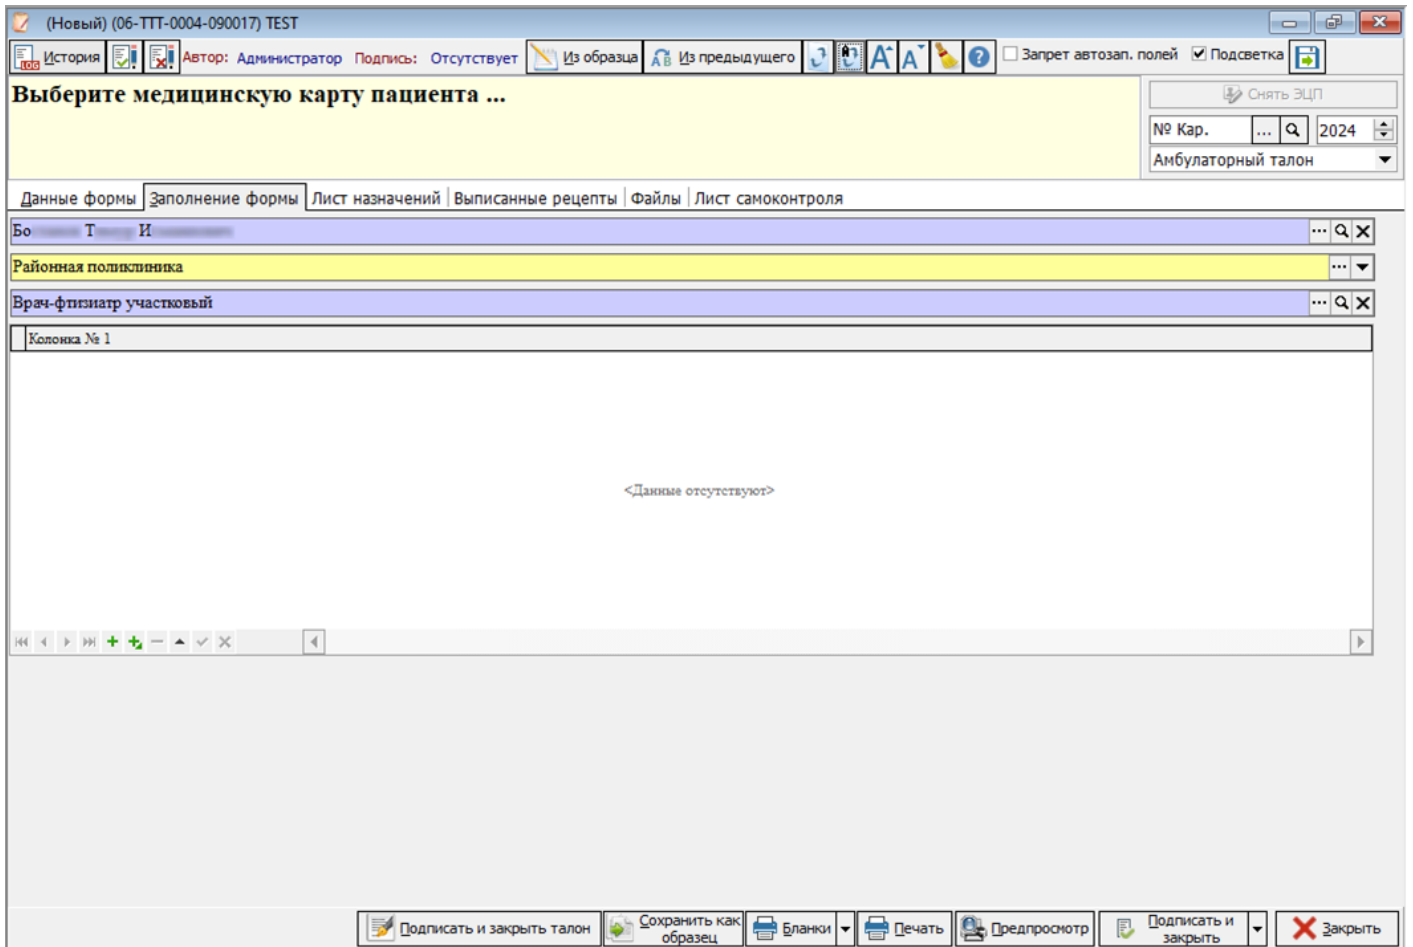 (Новый) (06-ТТТ-0004-090017) TEST
LOG История Автор: Администратор Подпись: Отсутствует Из образца Из предыдущего Запрет автозап. полей Подсветка
Выберите медицинскую карту пациента ...
Снять ЭЦП
№ Кар. ... 2024
Амбулаторный талон
Данные формы Заполнение формы Лист назначений Выписанные рецепты Файлы Лист самоконтроля
Районная поликлиника
Врач-фтизиатр участковый
Колонка № 1
<Данные отсутствуют>
Подписать и закрыть талон Сохранить как образец Бланки Печать Предпросмотр Подписать и закрыть Закрыть